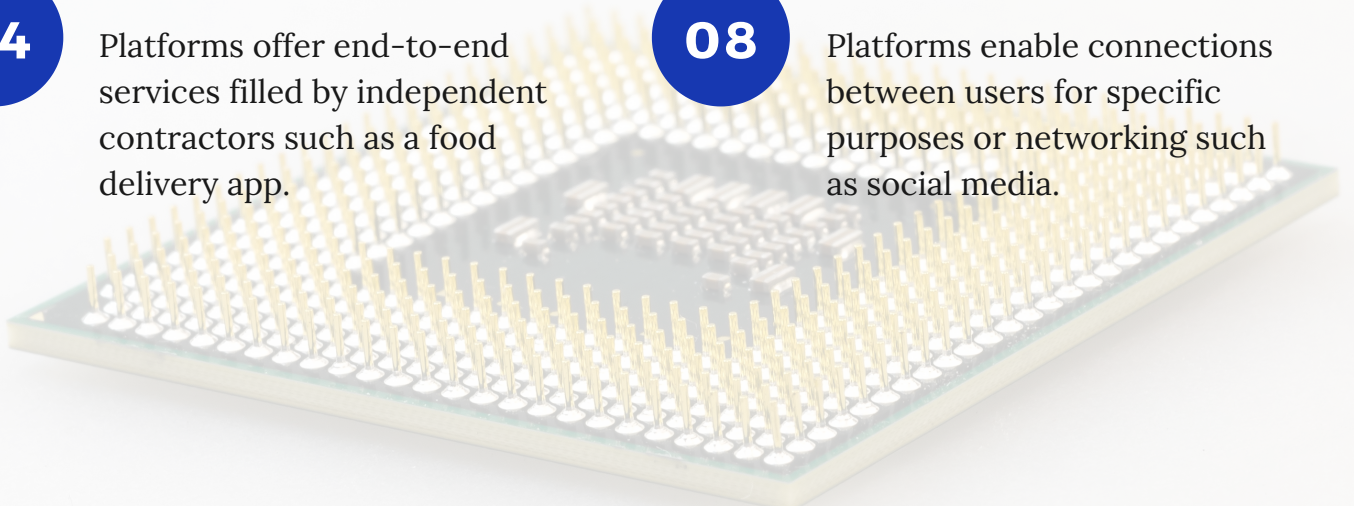 4
Platforms offer end-to-end
services filled by independent
contractors such as a food
delivery app.
08
Platforms enable connections
between users for specific
purposes or networking such
as social media.